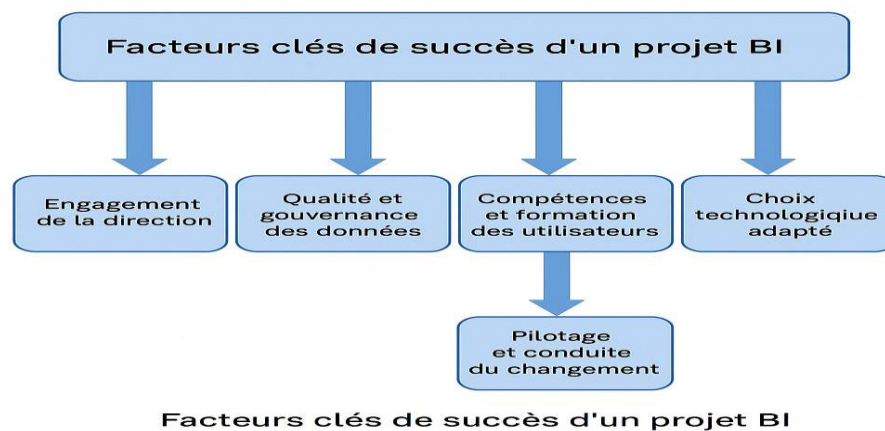 Facteurs clés de succès d'un projet BI
Engagement
de la direction
Qualité et
gouvernance
des données
Compétences
et formation
des utilisateurs
Choix
technologiqiue
adapté
Pilotage
et conduite
du changement
Facteurs clés de succès d'un projet BI